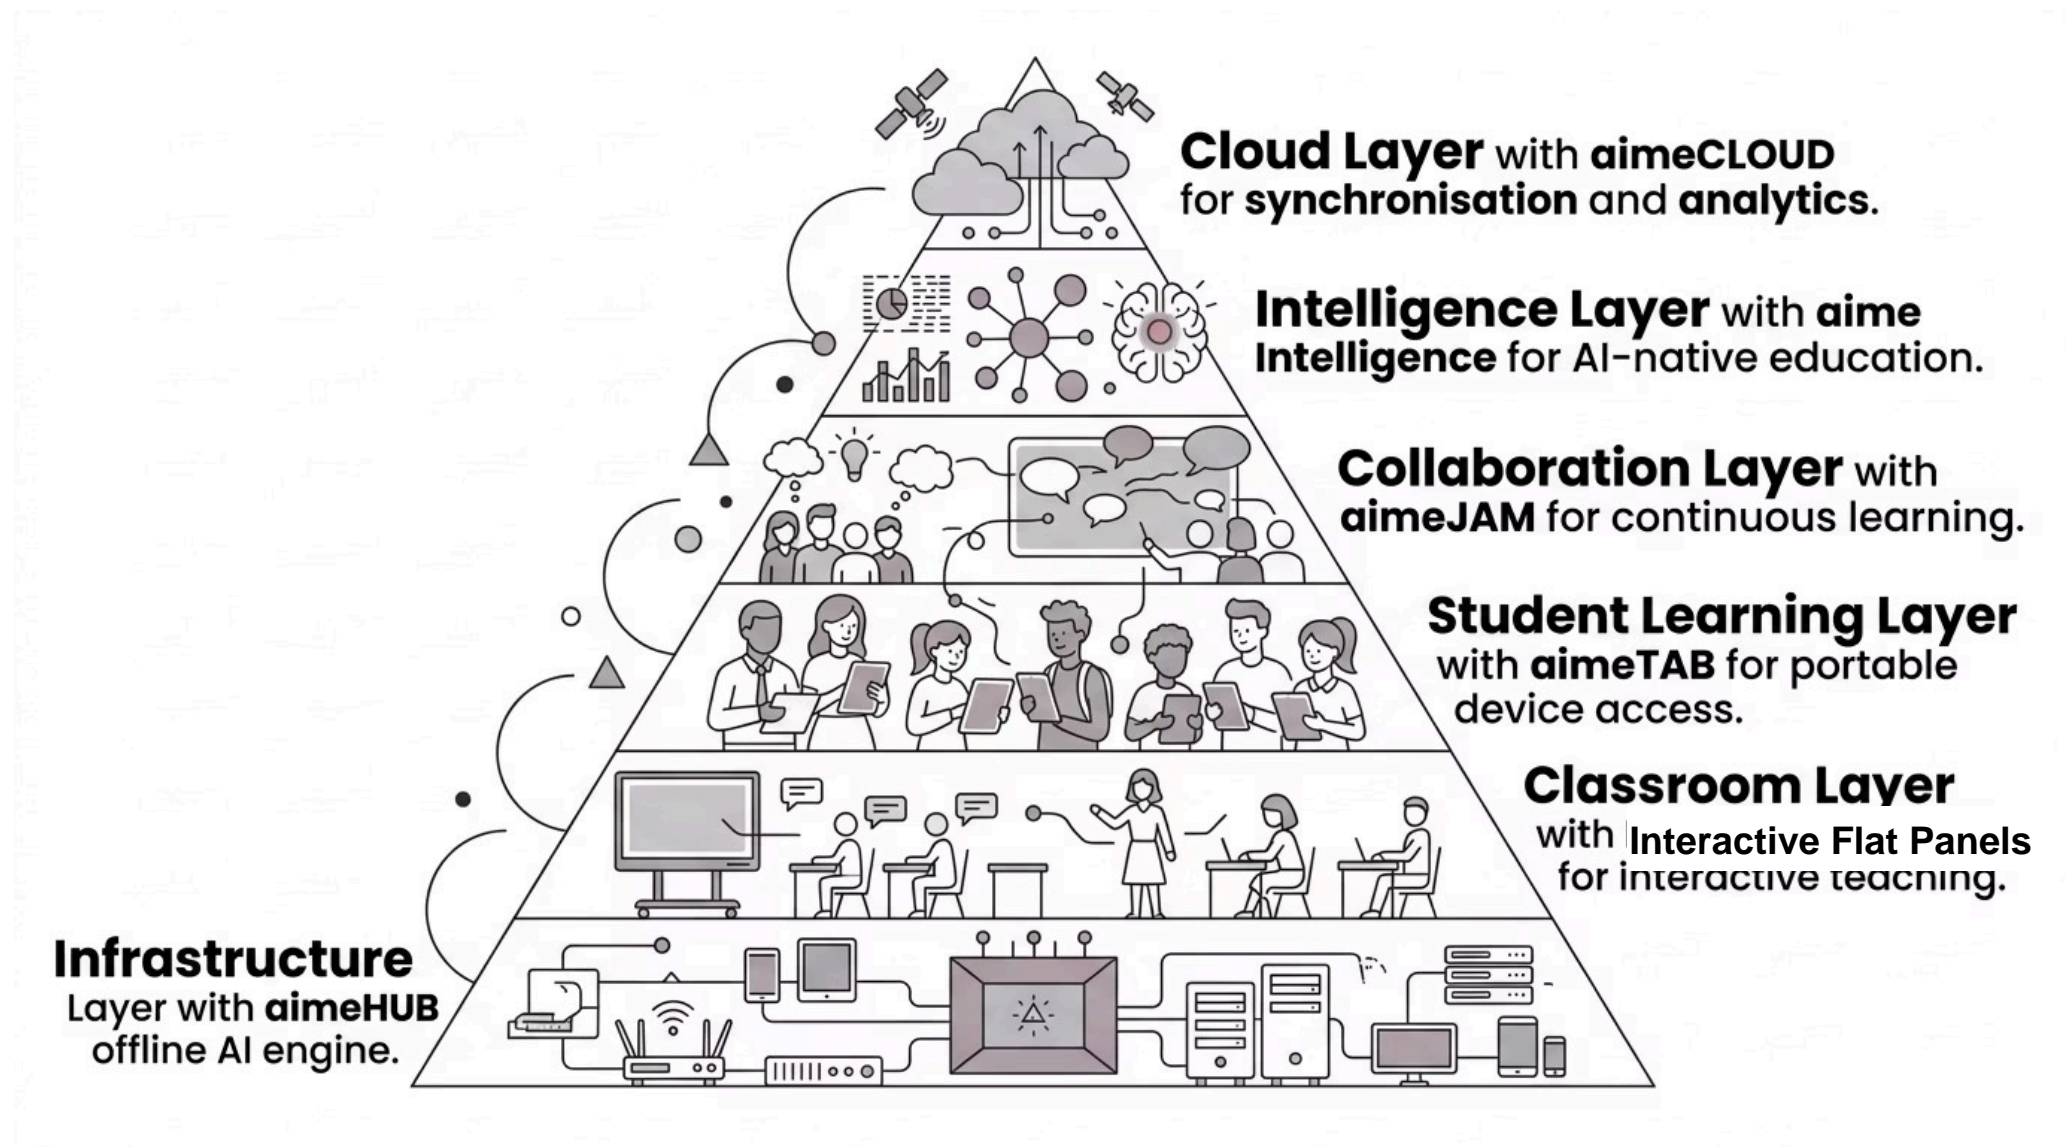 Cloud Layer with aimeCLOUD
for synchronisation and analytics.
Intelligence Layer with aime
Intelligence for AI-native education.
Collaboration Layer with
aimeJAM for continuous learning.
Student Learning Layer
with aimeTAB for portable
device access.
Classroom Layer
with Interactive Flat Panels
for interactive teaching.
Infrastructure
Layer with aimeHUB
offline AI engine.